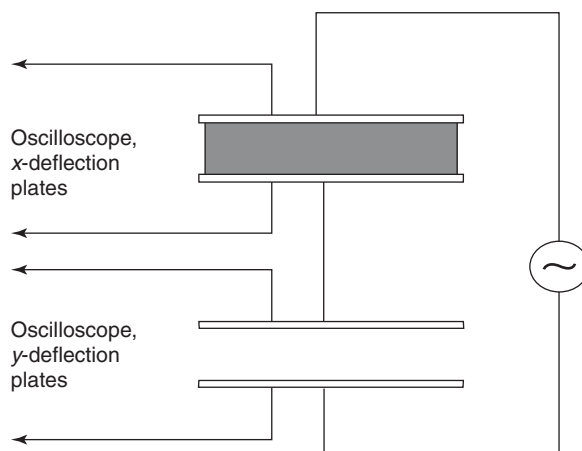 Oscilloscope,
x-deflection
plates
Oscilloscope,
y-deflection
plates